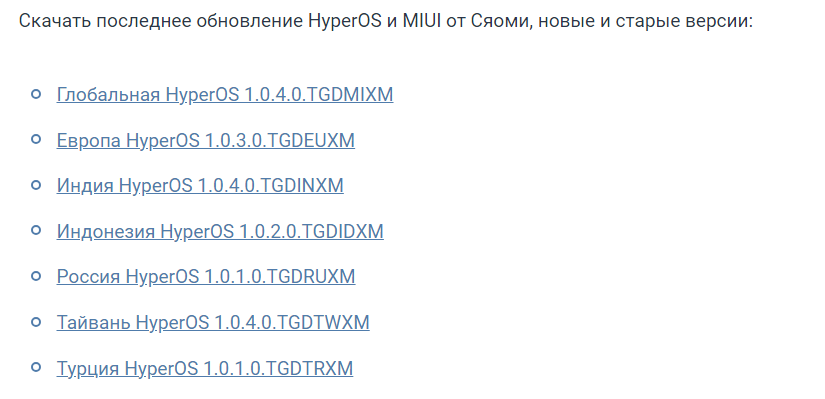 Скачать последнее обновление HyperOS и MIUI от Сяоми, новые и старые версии:
Глобальная HyperOS 1.0.4.0.TGDMIXM
Европа HyperOS 1.0.3.0.TGDEUXM
Индия HyperOS 1.0.4.0.TGDINXM
Индонезия HyperOS 1.0.2.0.TGDIDXM
Россия HyperOS 1.0.1.0.TGDRUXM
Тайвань HyperOS 1.0.4.0.TGDTWXM
Турция HyperOS 1.0.1.0.TGDTRXM